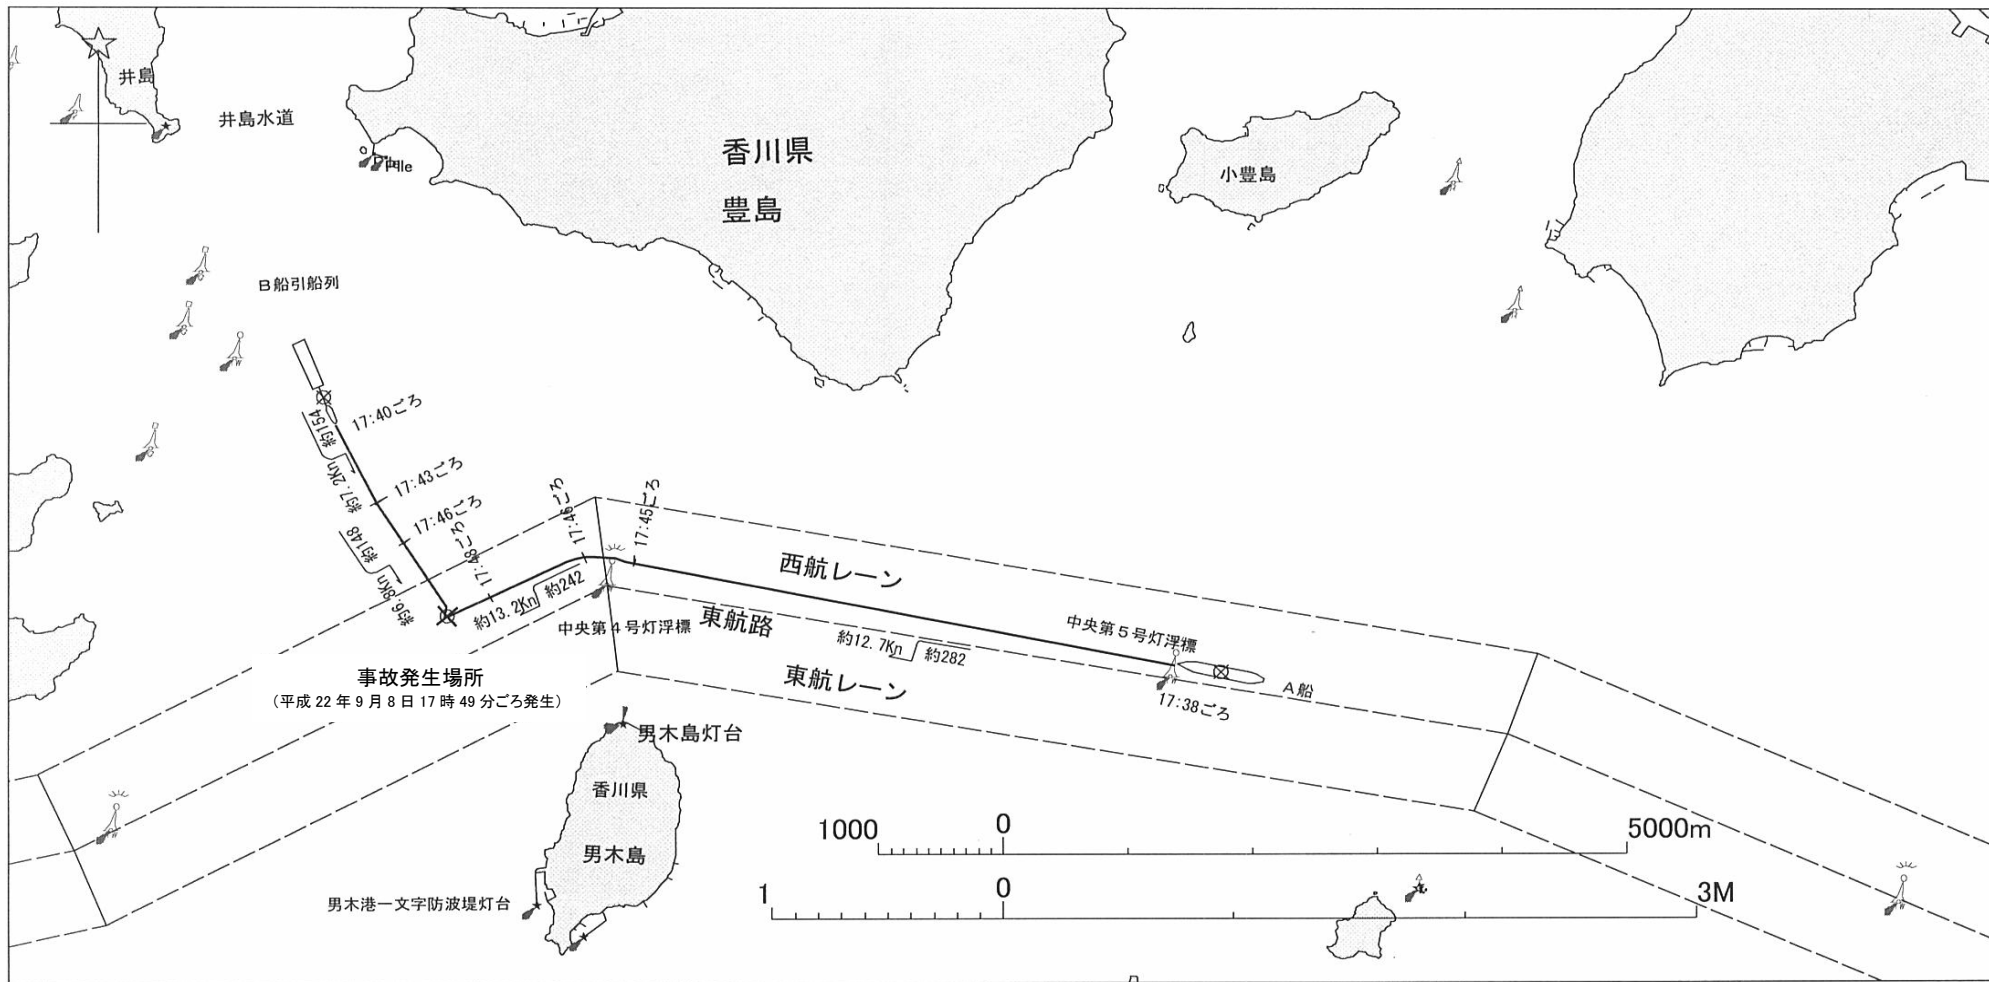 井島
井島水道
Pile
香川県
豊島
小豊島
B船引船列
17:40ごろ
約154
約7.2Kn
17:43ごろ
17:46ごろ
約148
約6.8Kn
17:48ごろ
17:46ごろ
17:45ごろ
約13.2Kn
約242
西航レーン
中央第4号灯浮標
東航路
約12.7Kn
約282
中央第5号灯浮標
A船
17:38ごろ
東航レーン
事故発生場所
(平成 22 年 9 月 8 日 17 時 49 分ごろ発生)
男木島灯台
香川県
男木島
男木港一文字防波堤灯台
1000 0 5000m
1 0 3M